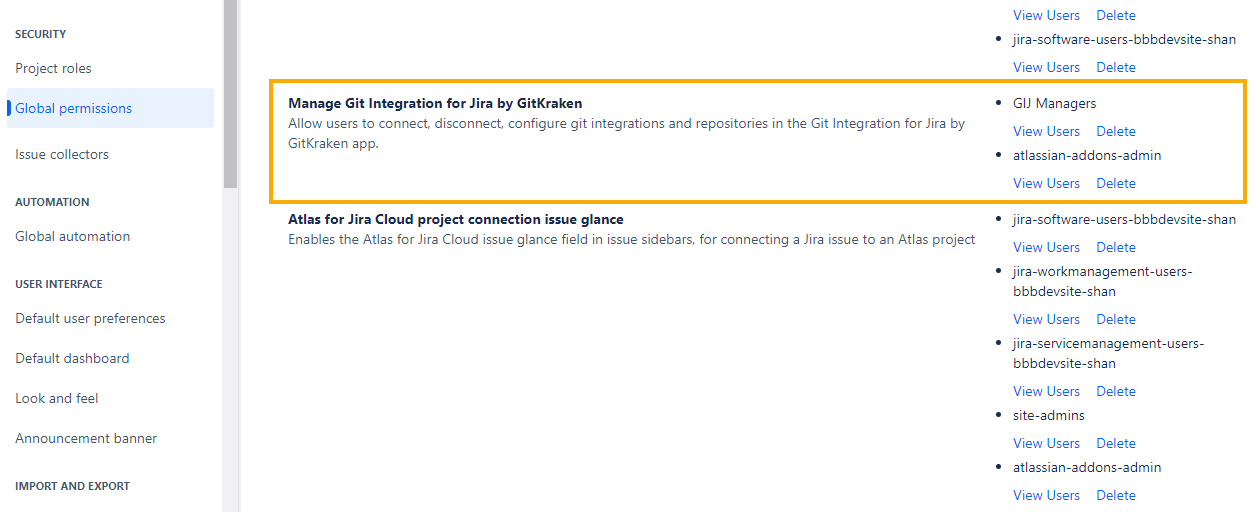 SECURITY
Project roles
Global permissions
Issue collectors
AUTOMATION
Global automation
USER INTERFACE
Default user preferences
Default dashboard
Look and feel
Announcement banner
IMPORT AND EXPORT
View Users Delete
• jira-software-users-bbbdevsite-shan
View Users Delete
Manage Git Integration for Jira by GitKraken
Allow users to connect, disconnect, configure git integrations and repositories in the Git Integration for Jira by
GitKraken app.
• GIJ Managers
View Users Delete
• atlassian-addons-admin
View Users Delete
Atlas for Jira Cloud project connection issue glance
Enables the Atlas for Jira Cloud issue glance field in issue sidebars, for connecting a Jira issue to an Atlas project
• jira-software-users-bbbdevsite-shan
View Users Delete
• jira-workmanagement-users-
bbbdevsite-shan
View Users Delete
• jira-servicemanagement-users-
bbbdevsite-shan
View Users Delete
• site-admins
View Users Delete
• atlassian-addons-admin
View Users Delete